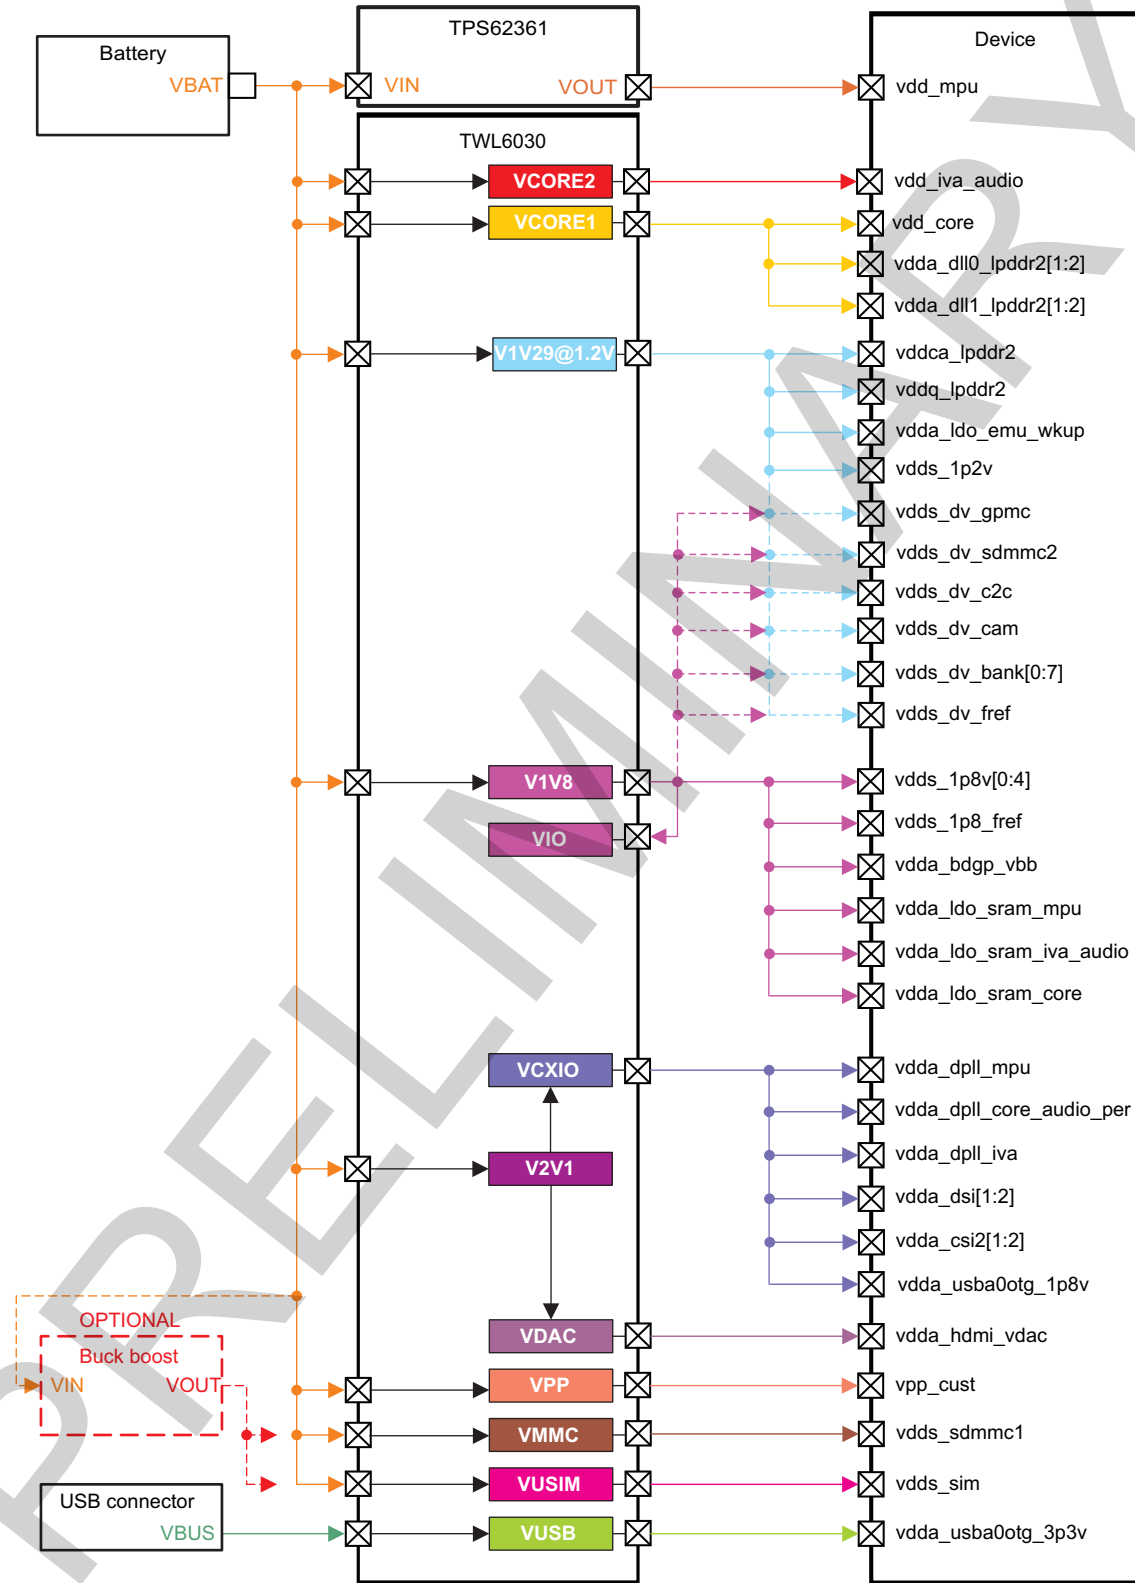 TPS62361
Device
Battery
VBAT
VIN
VOUT
vdd_mpu
TWL6030
VCORE2
vdd_iva_audio
VCORE1
vdd_core
vdda_dll0_lpddr2[1:2]
vdda_dll1_lpddr2[1:2]
V1V29@1.2V
vddca_lpddr2
vddq_lpddr2
vdda_ldo_emu_wkup
vdds_1p2v
vdds_dv_gpmc
vdds_dv_sdmmc2
vdds_dv_c2c
vdds_dv_cam
vdds_dv_bank[0:7]
vdds_dv_fref
V1V8
vdds_1p8v[0:4]
vdds_1p8_fref
VIO
vdda_bdgp_vbb
vdda_ldo_sram_mpu
vdda_ldo_sram_iva_audio
vdda_ldo_sram_core
VCXIO
vdda_dpll_mpu
vdda_dpll_core_audio_per
V2V1
vdda_dpll_iva
vdda_dsi[1:2]
vdda_csi2[1:2]
vdda_usba0otg_1p8v
OPTIONAL
VDAC
vdda_hdmi_vdac
Buck boost
VIN
VOUT
VPP
vpp_cust
VMMC
vdds_sdmmc1
VUSIM
vdds_sim
USB connector
VBUS
VUSB
vdda_usba0otg_3p3v
PRELIMINARY